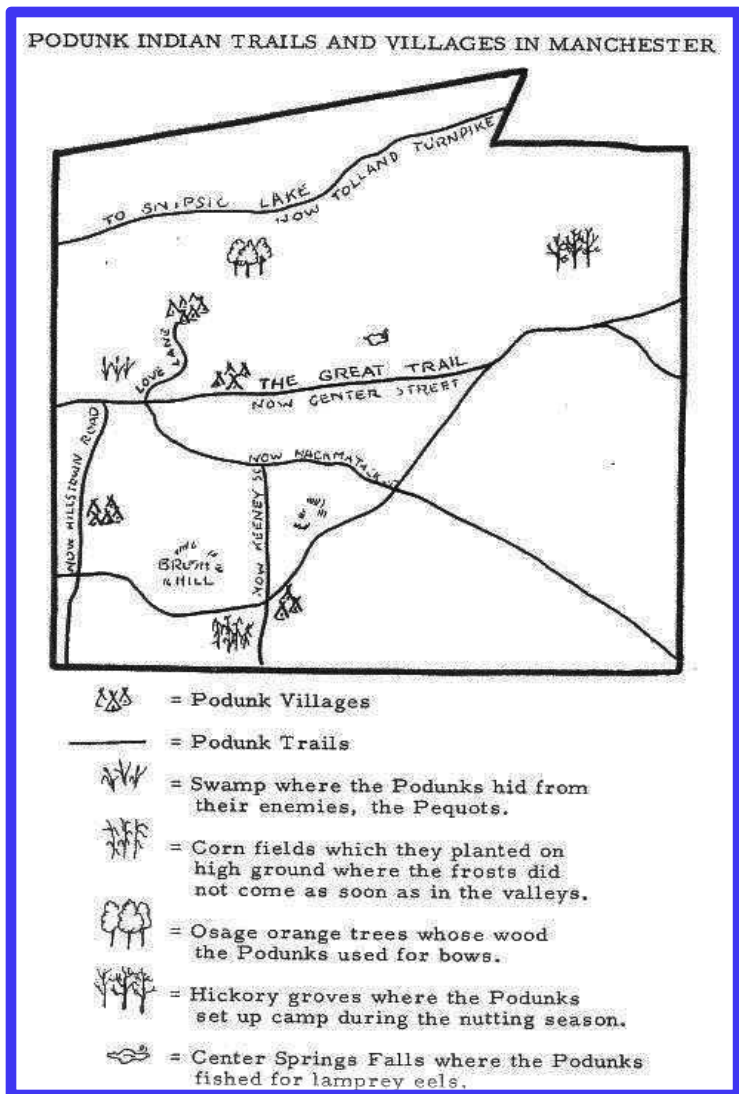 PODUNK INDIAN TRAILS AND VILLAGES IN MANCHESTER
TO SNIPSIC LAKE
NOW TOLLAND TURNPIKE
LOVE LANE
THE GREAT TRAIL
NOW CENTER STREET
NOW HILLSTOWN ROAD
NOW HACKMATACK
NOW KEENEY ST
BRUSH
HILL
= Podunk Villages
= Podunk Trails
= Swamp where the Podunks hid from
their enemies, the Pequots.
= Corn fields which they planted on
high ground where the frosts did
not come as soon as in the valleys.
= Osage orange trees whose wood
the Podunks used for bows.
= Hickory groves where the Podunks
set up camp during the nutting season.
= Center Springs Falls where the Podunks
fished for lamprey eels.